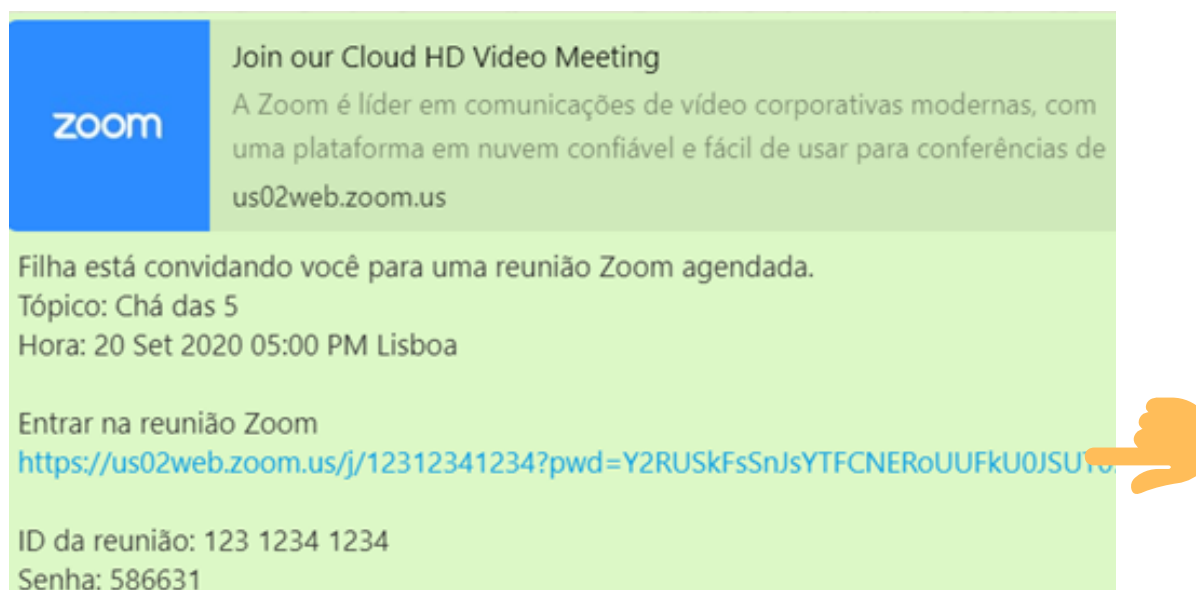 zoom
Join our Cloud HD Video Meeting
A Zoom é líder em comunicações de vídeo corporativas modernas, com
uma plataforma em nuvem confiável e fácil de usar para conferências de
us02web.zoom.us
Filha está convidando você para uma reunião Zoom agendada.
Tópico: Chá das 5
Hora: 20 Set 2020 05:00 PM Lisboa
Entrar na reunião Zoom
https://us02web.zoom.us/j/12312341234?pwd=Y2RUSkFsSnJsYTFCNERoUUFkU0JSUT0
ID da reunião: 123 1234 1234
Senha: 586631